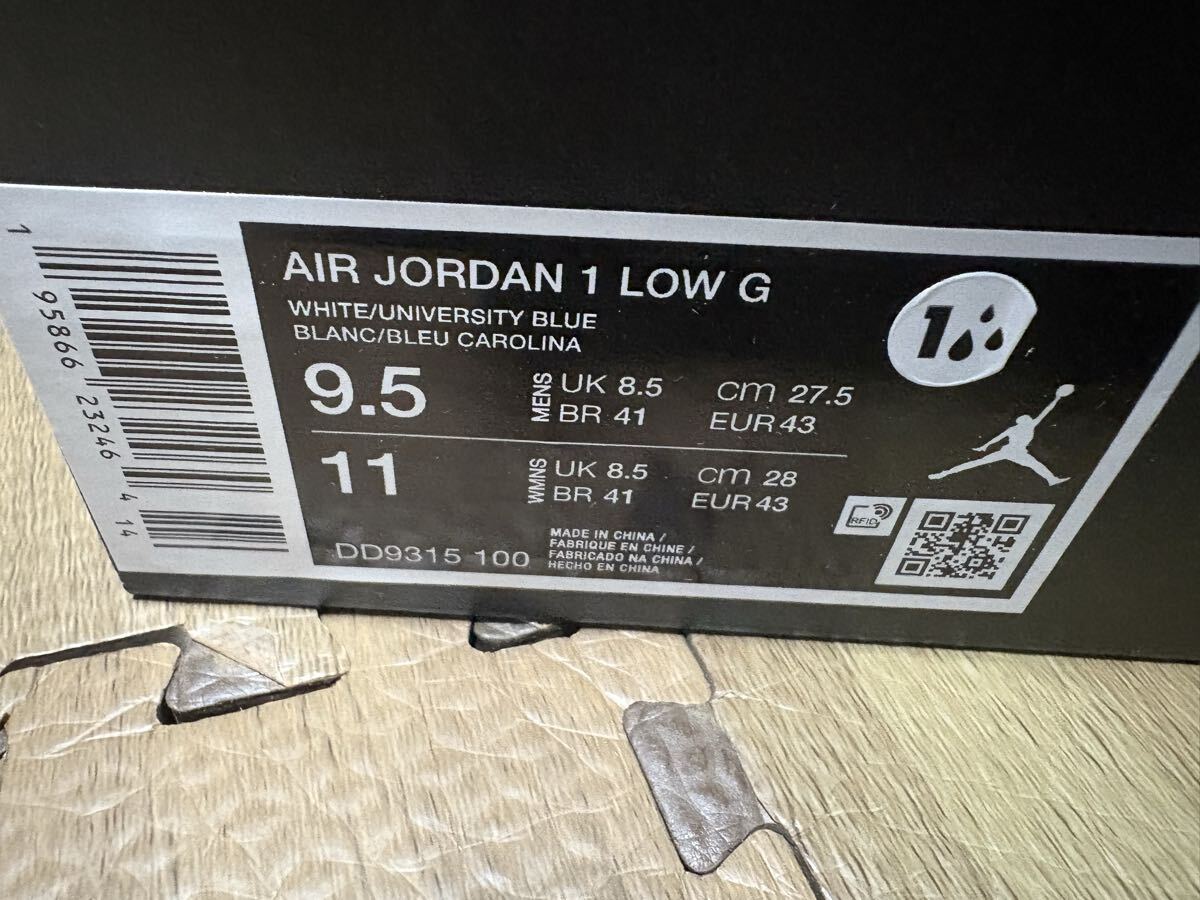 1 95866 23246 4 14
AIR JORDAN 1 LOW G
WHITE/UNIVERSITY BLUE
BLANC/BLEU CAROLINA
9.5 MENS UK 8.5 cm 27.5
BR 41 EUR 43
11 WMNS UK 8.5 cm 28
BR 41 EUR 43
DD9315 100
MADE IN CHINA /
FABRIQUE EN CHINE /
FABRICADO NA CHINA /
HECHO EN CHINA
1
RFID